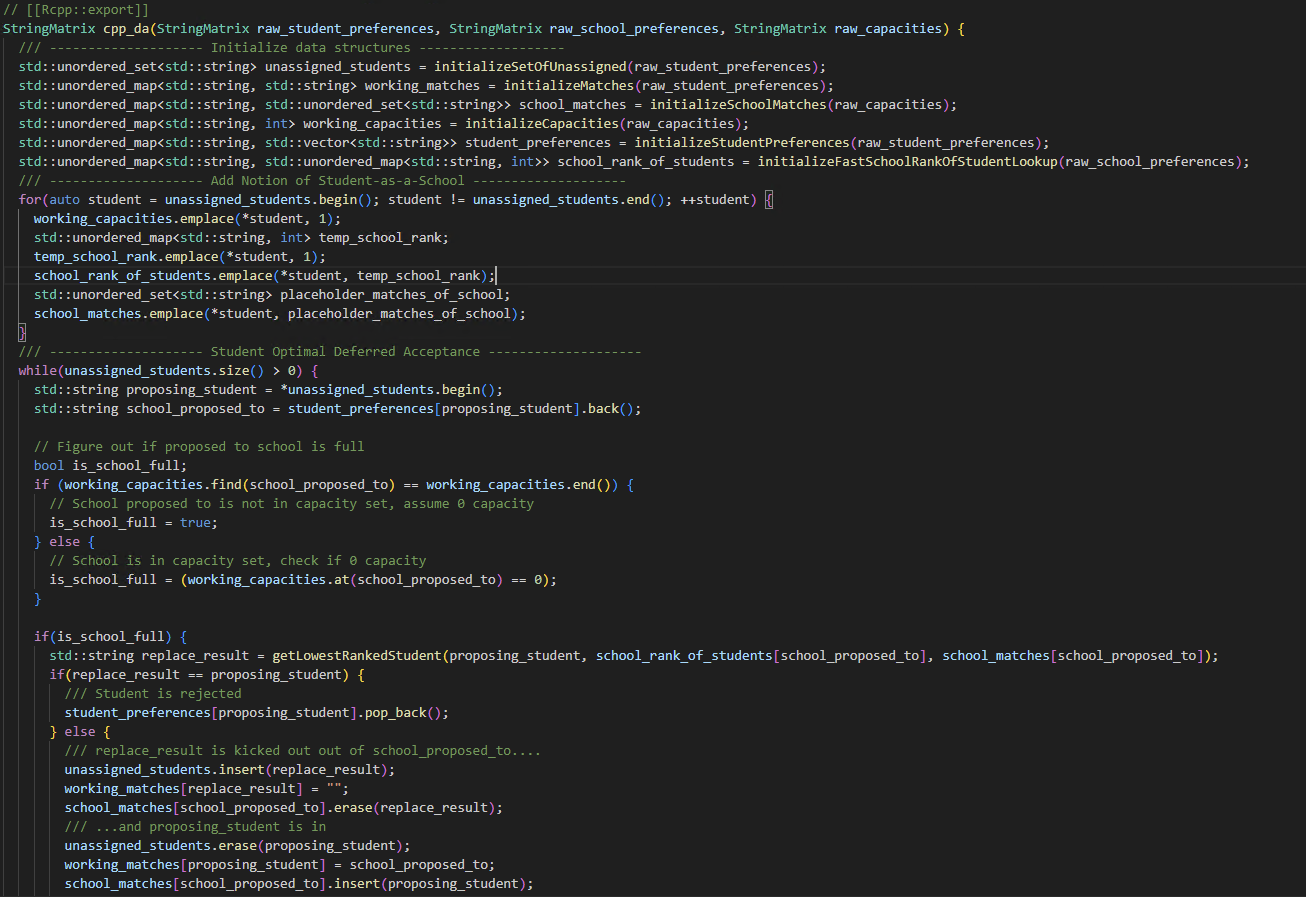 // [[Rcpp::export]]
StringMatrix cpp_da(StringMatrix raw_student_preferences, StringMatrix raw_school_preferences, StringMatrix raw_capacities) {
  /// -------------------- Initialize data structures -------------------
  std::unordered_set<std::string> unassigned_students = initializeSetOfUnassigned(raw_student_preferences);
  std::unordered_map<std::string, std::string> working_matches = initializeMatches(raw_student_preferences);
  std::unordered_map<std::string, std::unordered_set<std::string>> school_matches = initializeSchoolMatches(raw_capacities);
  std::unordered_map<std::string, int> working_capacities = initializeCapacities(raw_capacities);
  std::unordered_map<std::string, std::vector<std::string>> student_preferences = initializeStudentPreferences(raw_student_preferences);
  std::unordered_map<std::string, std::unordered_map<std::string, int>> school_rank_of_students = initializeFastSchoolRankOfStudentLookup(raw_school_preferences);
  /// -------------------- Add Notion of Student-as-a-School --------------------
  for(auto student = unassigned_students.begin(); student != unassigned_students.end(); ++student) {
    working_capacities.emplace(*student, 1);
    std::unordered_map<std::string, int> temp_school_rank;
    temp_school_rank.emplace(*student, 1);
    school_rank_of_students.emplace(*student, temp_school_rank);
    std::unordered_set<std::string> placeholder_matches_of_school;
    school_matches.emplace(*student, placeholder_matches_of_school);
  }
  /// -------------------- Student Optimal Deferred Acceptance --------------------
  while(unassigned_students.size() > 0) {
    std::string proposing_student = *unassigned_students.begin();
    std::string school_proposed_to = student_preferences[proposing_student].back();

    // Figure out if proposed to school is full
    bool is_school_full;
    if (working_capacities.find(school_proposed_to) == working_capacities.end()) {
      // School proposed to is not in capacity set, assume 0 capacity
      is_school_full = true;
    } else {
      // School is in capacity set, check if 0 capacity
      is_school_full = (working_capacities.at(school_proposed_to) == 0);
    }

    if(is_school_full) {
      std::string replace_result = getLowestRankedStudent(proposing_student, school_rank_of_students[school_proposed_to], school_matches[school_proposed_to]);
      if(replace_result == proposing_student) {
        /// Student is rejected
        student_preferences[proposing_student].pop_back();
      } else {
        /// replace_result is kicked out out of school_proposed_to....
        unassigned_students.insert(replace_result);
        working_matches[replace_result] = "";
        school_matches[school_proposed_to].erase(replace_result);
        /// ...and proposing_student is in
        unassigned_students.erase(proposing_student);
        working_matches[proposing_student] = school_proposed_to;
        school_matches[school_proposed_to].insert(proposing_student);